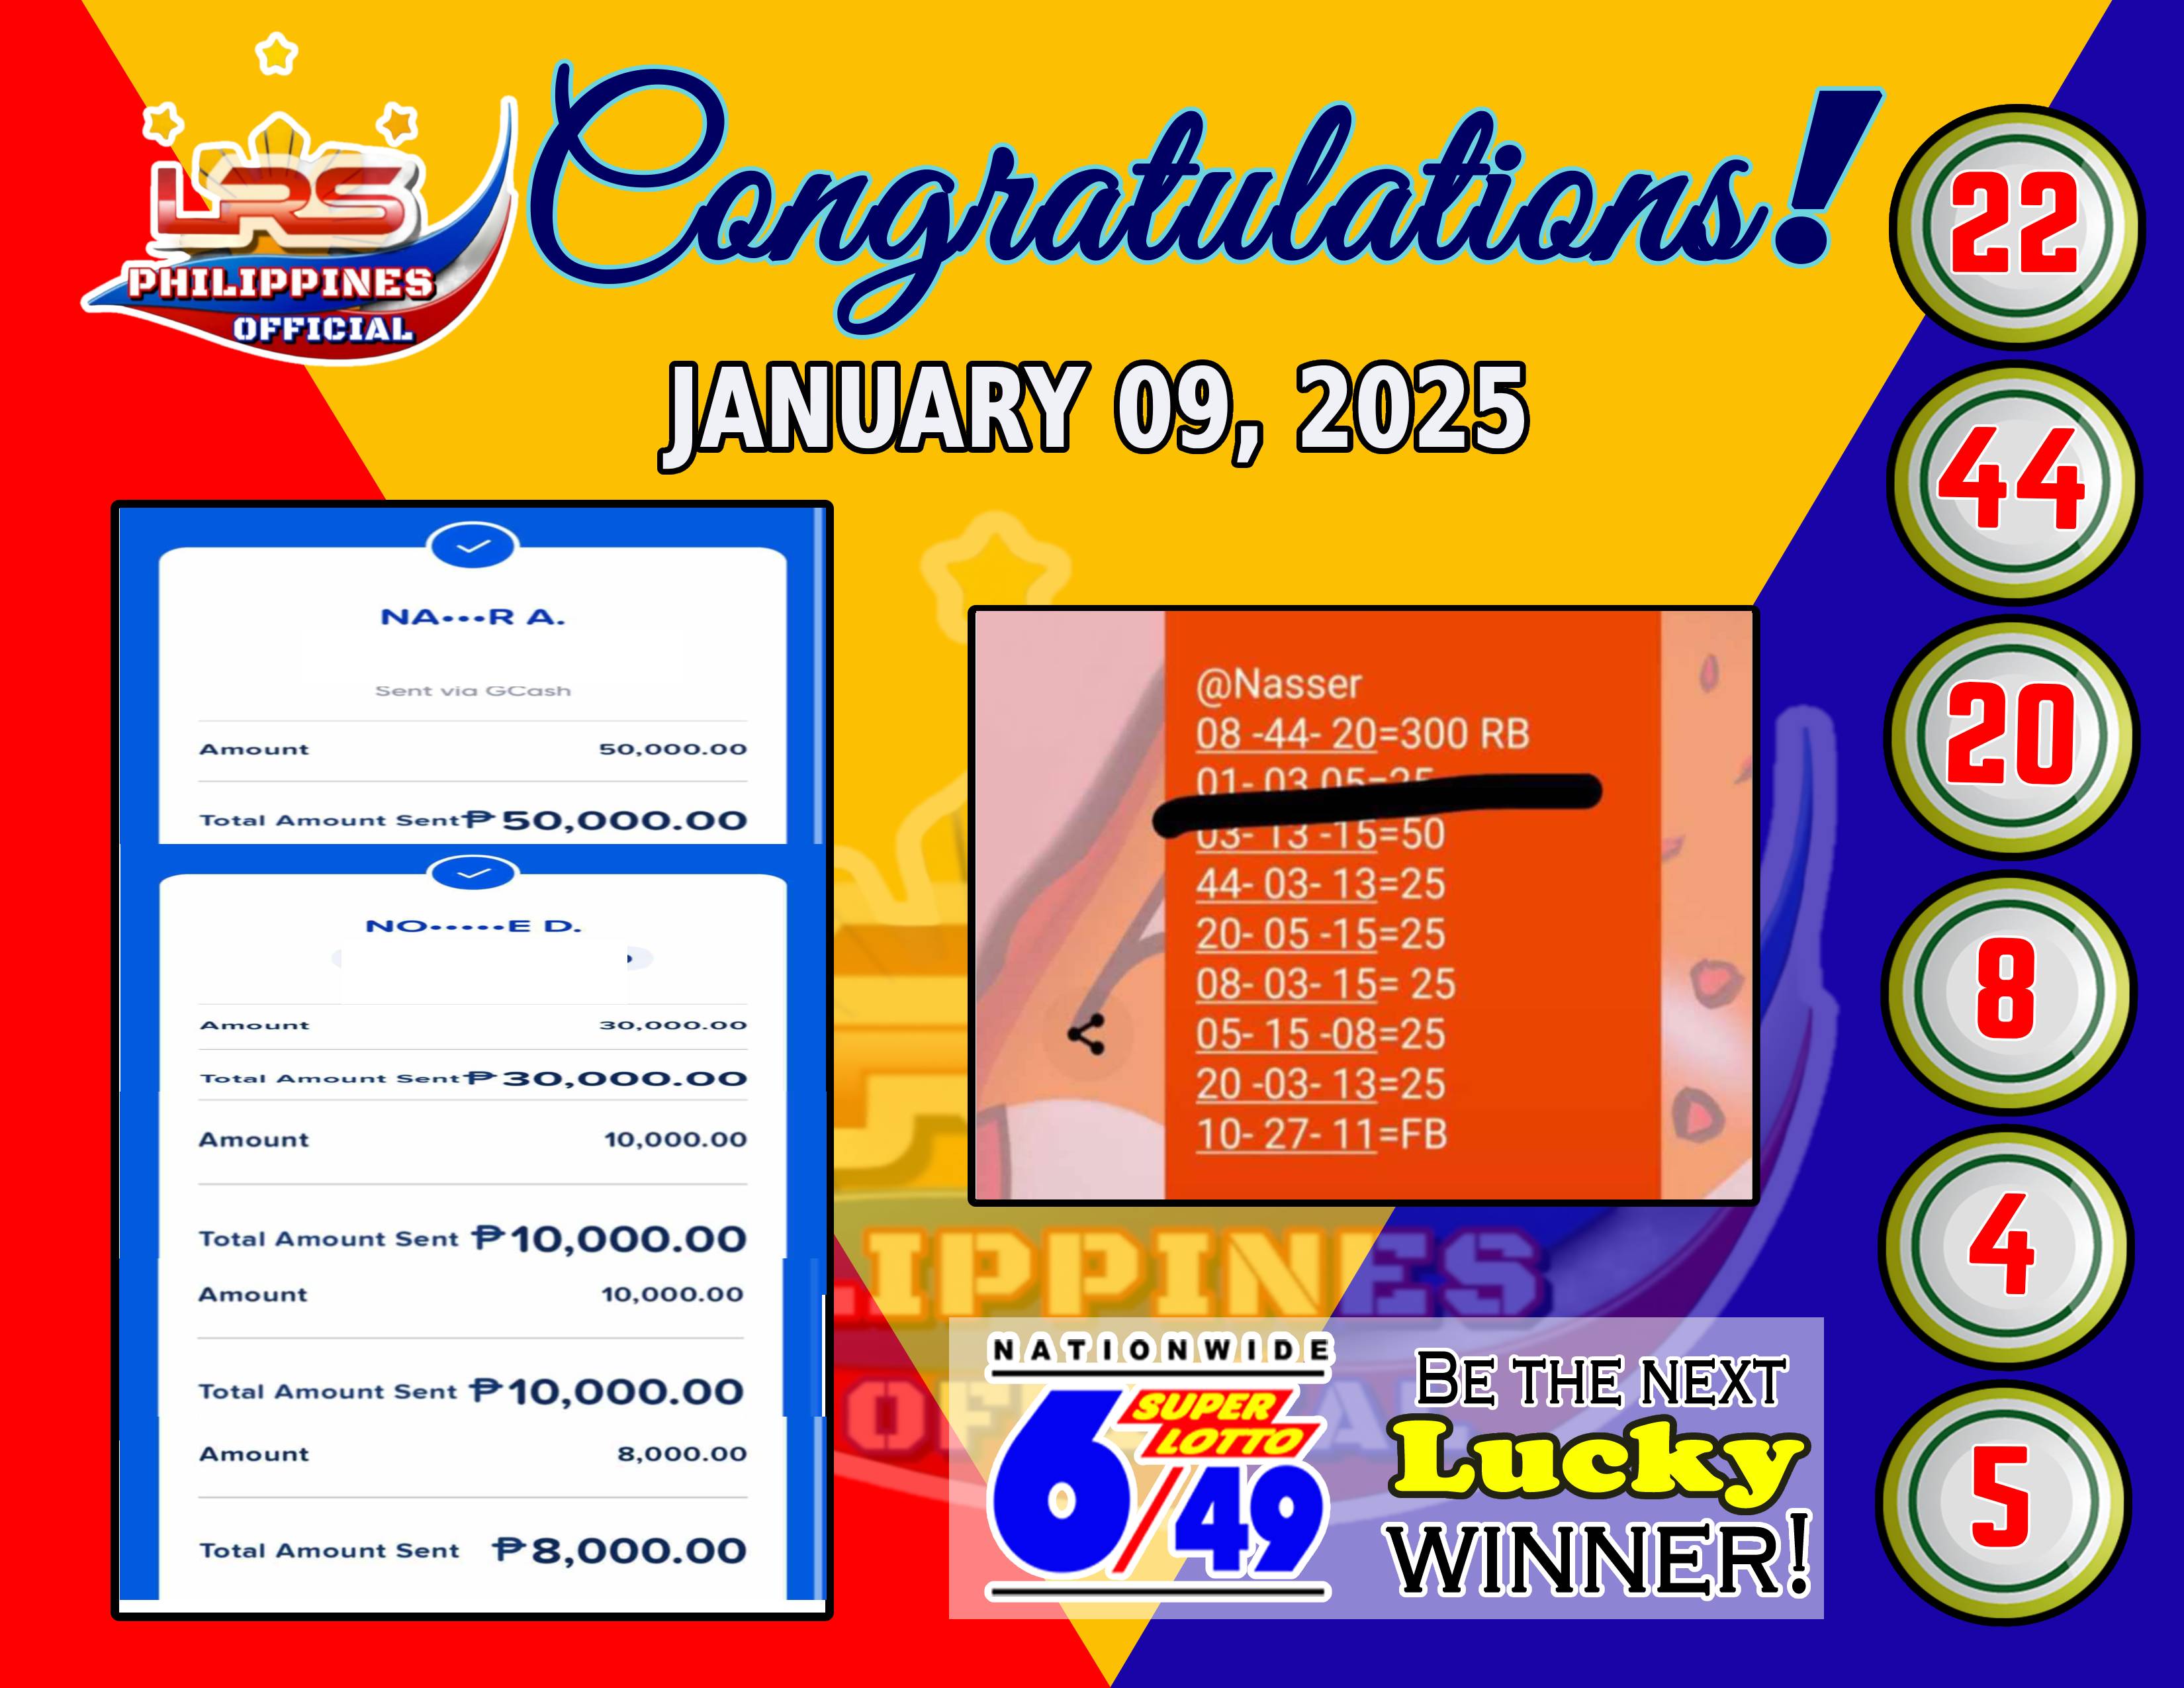 LRS
PHILIPPINES
OFFICIAL
Congratulations!
JANUARY 09, 2025
NA•••R A.
Sent via GCash
Amount 50,000.00
Total Amount Sent ₱ 50,000.00
NO••••••E D.
Amount 30,000.00
Total Amount Sent ₱ 30,000.00
Amount 10,000.00
Total Amount Sent ₱10,000.00
Amount 10,000.00
Total Amount Sent ₱10,000.00
Amount 8,000.00
Total Amount Sent ₱8,000.00
@Nasser
08 -44- 20=300 RB
01- 03 05=25
03- 13 -15=50
44- 03- 13=25
20- 05 -15=25
08- 03- 15= 25
05- 15 -08=25
20 -03- 13=25
10- 27- 11=FB
NATIONWIDE
SUPER
LOTTO
6/49
BE THE NEXT
Lucky
WINNER!
22
44
20
8
4
5